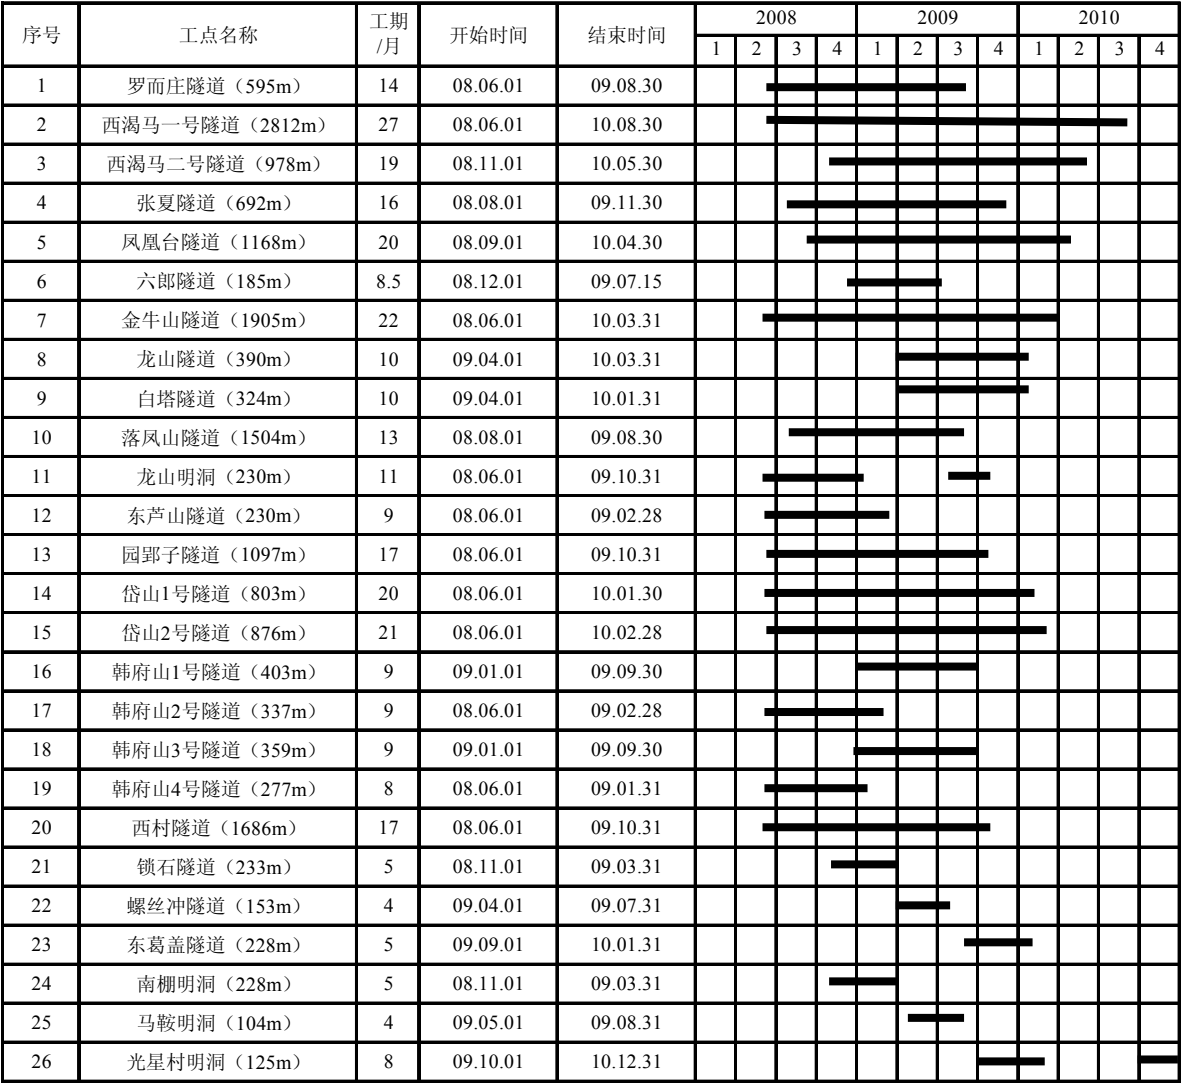 序号 工点名称 工期/月 开始时间 结束时间 2008 2009 2010
1 2 3 4 1 2 3 4 1 2 3 4
1 罗而庄隧道（595m） 14 08.06.01 09.08.30
2 西渴马一号隧道（2812m） 27 08.06.01 10.08.30
3 西渴马二号隧道（978m） 19 08.11.01 10.05.30
4 张夏隧道（692m） 16 08.08.01 09.11.30
5 凤凰台隧道（1168m） 20 08.09.01 10.04.30
6 六郎隧道（185m） 8.5 08.12.01 09.07.15
7 金牛山隧道（1905m） 22 08.06.01 10.03.31
8 龙山隧道（390m） 10 09.04.01 10.03.31
9 白塔隧道（324m） 10 09.04.01 10.01.31
10 落凤山隧道（1504m） 13 08.08.01 09.08.30
11 龙山明洞（230m） 11 08.06.01 09.10.31
12 东芦山隧道（230m） 9 08.06.01 09.02.28
13 园郢子隧道（1097m） 17 08.06.01 09.10.31
14 岱山1号隧道（803m） 20 08.06.01 10.01.30
15 岱山2号隧道（876m） 21 08.06.01 10.02.28
16 韩府山1号隧道（403m） 9 09.01.01 09.09.30
17 韩府山2号隧道（337m） 9 08.06.01 09.02.28
18 韩府山3号隧道（359m） 9 09.01.01 09.09.30
19 韩府山4号隧道（277m） 8 08.06.01 09.01.31
20 西村隧道（1686m） 17 08.06.01 09.10.31
21 锁石隧道（233m） 5 08.11.01 09.03.31
22 螺丝冲隧道（153m） 4 09.04.01 09.07.31
23 东葛盖隧道（228m） 5 09.09.01 10.01.31
24 南棚明洞（228m） 5 08.11.01 09.03.31
25 马鞍明洞（104m） 4 09.05.01 09.08.31
26 光星村明洞（125m） 8 09.10.01 10.12.31